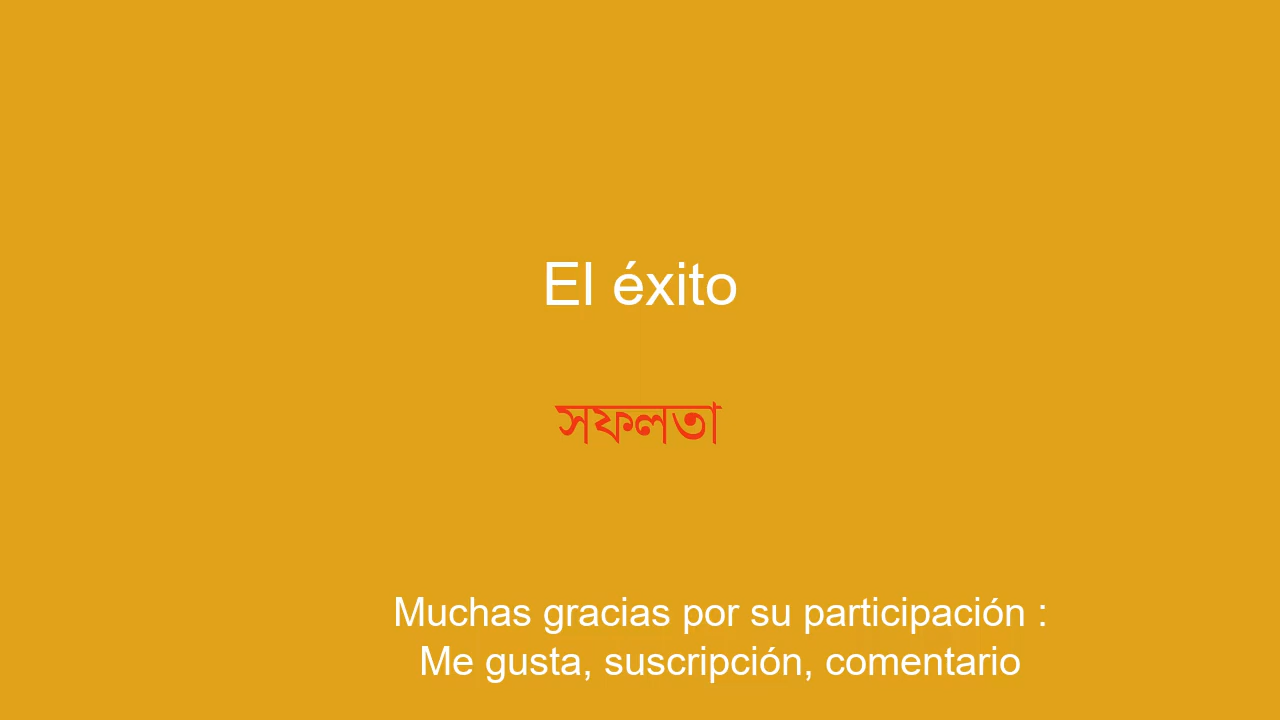 El éxito
সফলতা
Muchas gracias por su participación :
Me gusta, suscripción, comentario